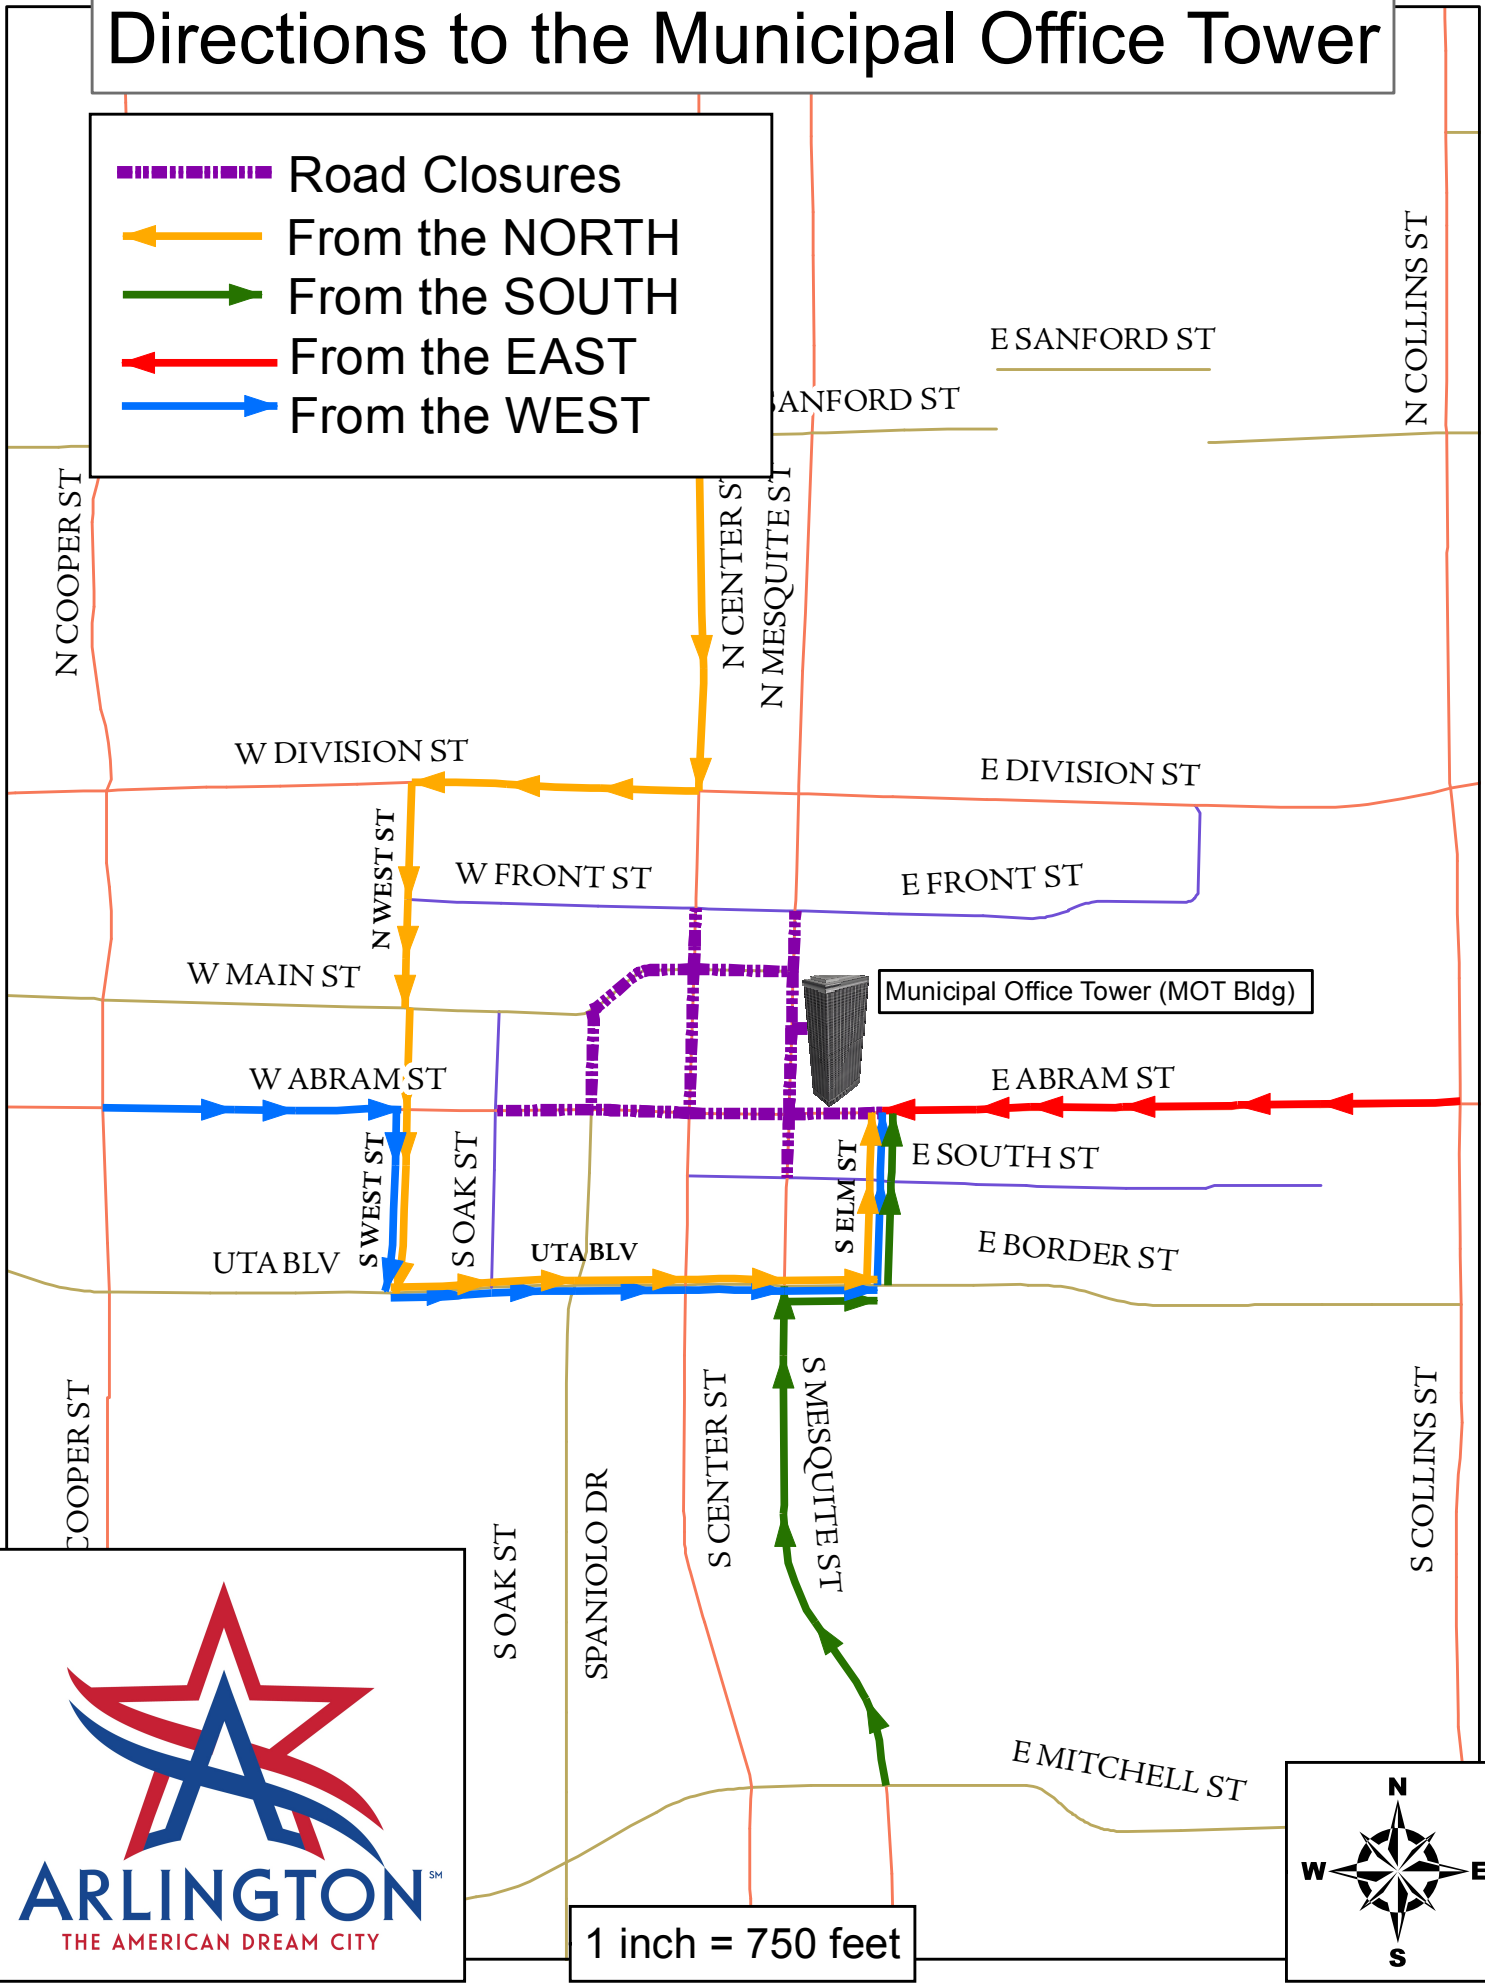 Directions to the Municipal Office Tower
Road Closures
From the NORTH
From the SOUTH
From the EAST
From the WEST
E SANFORD ST
SANFORD ST
N COLLINS ST
N COOPER ST
N CENTER ST
N MESQUITE ST
W DIVISION ST
E DIVISION ST
N WEST ST
W FRONT ST
E FRONT ST
W MAIN ST
Municipal Office Tower (MOT Bldg)
W ABRAM ST
E ABRAM ST
S WEST ST
S OAK ST
S ELM ST
E SOUTH ST
UTA BLV
UTA BLV
E BORDER ST
COOPER ST
S OAK ST
SPANIOLO DR
S CENTER ST
S MESQUITE ST
S COLLINS ST
E MITCHELL ST
ARLINGTON SM
THE AMERICAN DREAM CITY
1 inch = 750 feet
N
W E
S